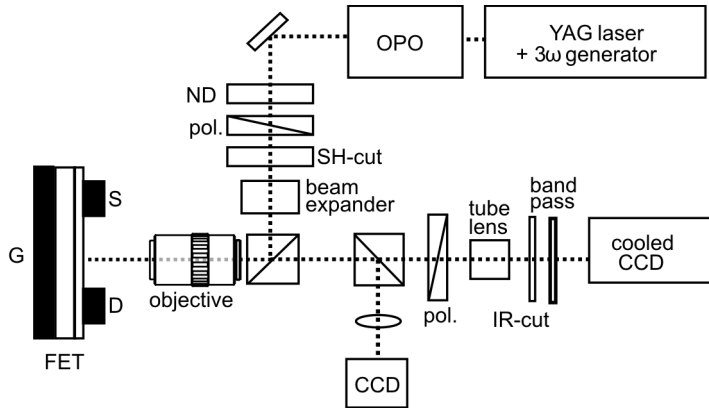 OPO
YAG laser
+ 3ω generator
ND
pol.
SH-cut
beam
expander
S
G
D
FET
objective
tube
lens
band
pass
cooled
CCD
pol.
IR-cut
CCD